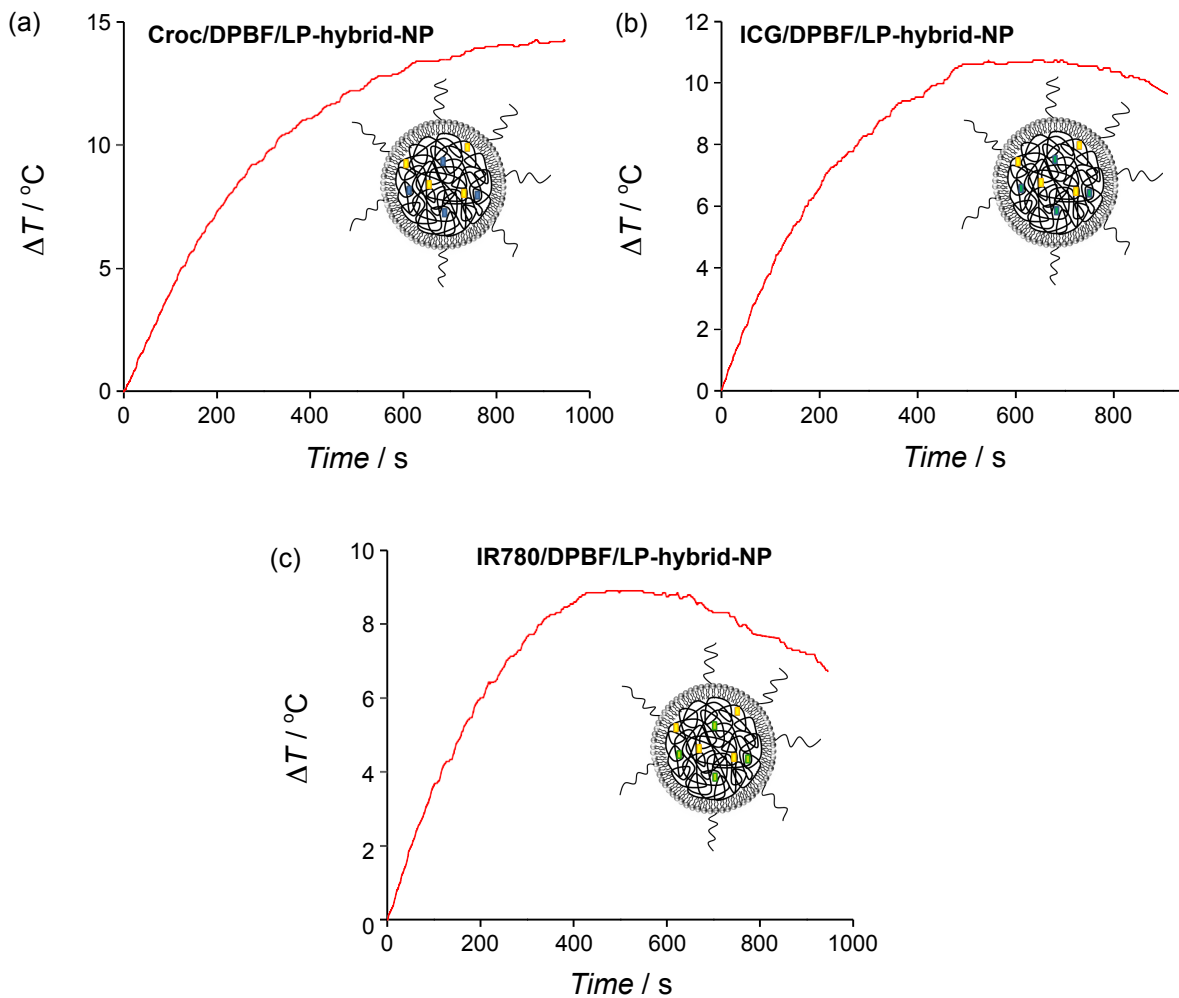 (a)
Croc/DPBF/LP-hybrid-NP
15
10
5
0
ΔT / °C
0 200 400 600 800 1000
Time / s
(b)
ICG/DPBF/LP-hybrid-NP
12
10
8
6
4
2
0
ΔT / °C
0 200 400 600 800
Time / s
(c)
IR780/DPBF/LP-hybrid-NP
10
8
6
4
2
0
ΔT / °C
0 200 400 600 800 1000
Time / s